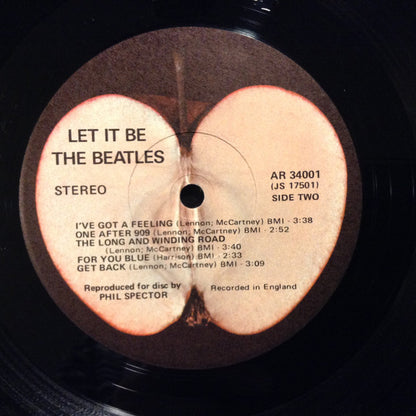 LET IT BE
THE BEATLES
STEREO
AR 34001
(JS 17501)
SIDE TWO
I'VE GOT A FEELING (Lennon; McCartney) BMI - 3:38
ONE AFTER 909 (Lennon; McCartney) BMI - 2:52
THE LONG AND WINDING ROAD
(Lennon; McCartney) BMI - 3:40
FOR YOU BLUE (Harrison) BMI - 2:33
GET BACK (Lennon; McCartney) BMI - 3:09
Reproduced for disc by
PHIL SPECTOR
Recorded in England